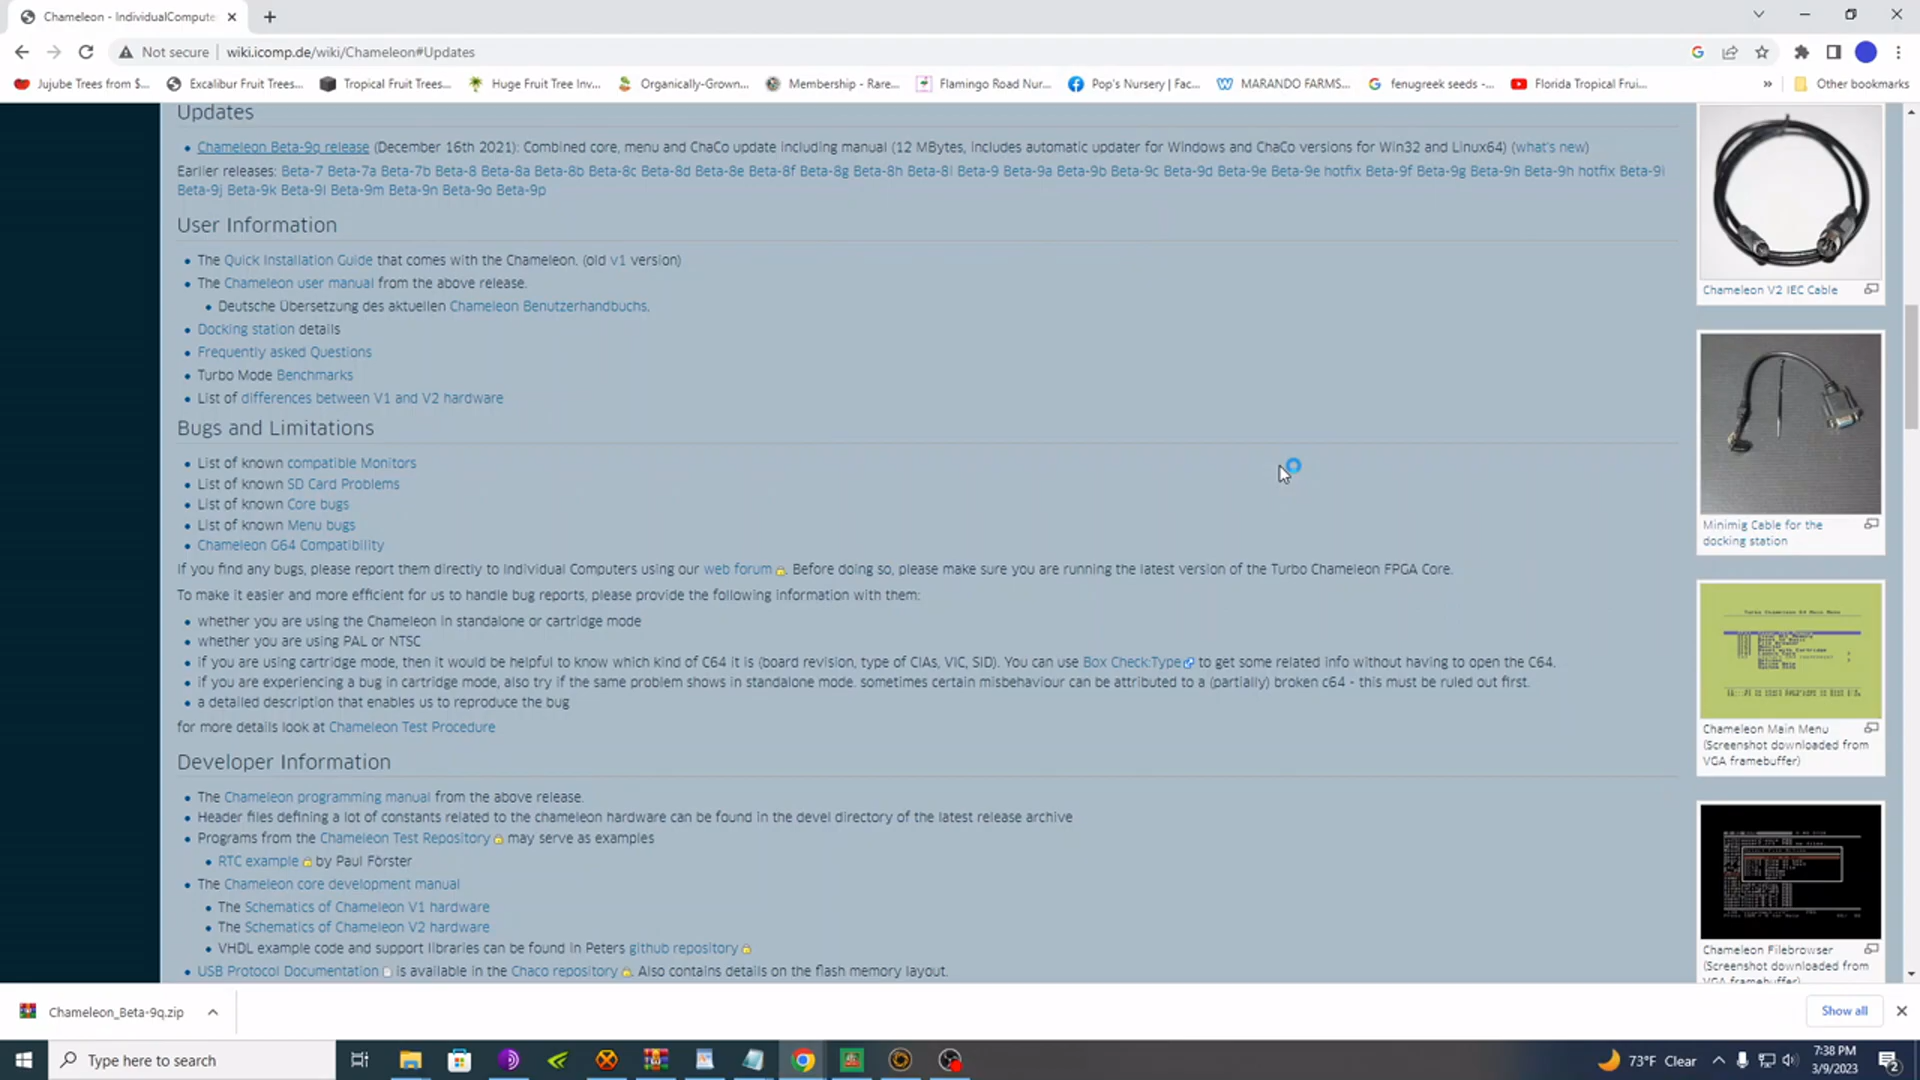 Chameleon - IndividualCompute
Not secure
wiki.icomp.de/wiki/Chameleon#Updates
Jujube Trees from $...
Excalibur Fruit Trees...
Tropical Fruit Trees...
Huge Fruit Tree Inv...
Organically-Grown...
Membership - Rare...
Flamingo Road Nur...
Pop's Nursery | Fac...
MARANDO FARMS...
fenugreek seeds -...
Florida Tropical Frui...
»
Other bookmarks
Updates
• Chameleon Beta-9q release (December 16th 2021): Combined core, menu and ChaCo update including manual (12 MBytes, includes automatic updater for Windows and ChaCo versions for Win32 and Linux64) (what's new)
Earlier releases: Beta-7 Beta-7a Beta-7b Beta-8 Beta-8a Beta-8b Beta-8c Beta-8d Beta-8e Beta-8f Beta-8g Beta-8h Beta-8i Beta-9 Beta-9a Beta-9b Beta-9c Beta-9d Beta-9e Beta-9e hotfix Beta-9f Beta-9g Beta-9h Beta-9h hotfix Beta-9i
Beta-9j Beta-9k Beta-9l Beta-9m Beta-9n Beta-9o Beta-9p
User Information
• The Quick Installation Guide that comes with the Chameleon. (old v1 version)
• The Chameleon user manual from the above release.
• Deutsche Übersetzung des aktuellen Chameleon Benutzerhandbuchs.
• Docking station details
• Frequently asked Questions
• Turbo Mode Benchmarks
• List of differences between V1 and V2 hardware
Bugs and Limitations
• List of known compatible Monitors
• List of known SD Card Problems
• List of known Core bugs
• List of known Menu bugs
• Chameleon G64 Compatibility
If you find any bugs, please report them directly to Individual Computers using our web forum. Before doing so, please make sure you are running the latest version of the Turbo Chameleon FPGA Core.
To make it easier and more efficient for us to handle bug reports, please provide the following information with them:
• whether you are using the Chameleon in standalone or cartridge mode
• whether you are using PAL or NTSC
• if you are using cartridge mode, then it would be helpful to know which kind of C64 it is (board revision, type of CIAs, VIC, SID). You can use Box Check:Type to get some related info without having to open the C64.
• if you are experiencing a bug in cartridge mode, also try if the same problem shows in standalone mode. sometimes certain misbehaviour can be attributed to a (partially) broken c64 - this must be ruled out first.
• a detailed description that enables us to reproduce the bug
for more details look at Chameleon Test Procedure
Developer Information
• The Chameleon programming manual from the above release.
• Header files defining a lot of constants related to the chameleon hardware can be found in the devel directory of the latest release archive
• Programs from the Chameleon Test Repository may serve as examples
• RTC example by Paul Förster
• The Chameleon core development manual
• The Schematics of Chameleon V1 hardware
• The Schematics of Chameleon V2 hardware
• VHDL example code and support libraries can be found in Peters github repository
• USB Protocol Documentation is available in the Chaco repository. Also contains details on the flash memory layout.
Chameleon V2 IEC Cable
Minimig Cable for the
docking station
Turbo Chameleon 64 Main Menu
Chameleon Main Menu
(Screenshot downloaded from
VGA framebuffer)
Chameleon Filebrowser
(Screenshot downloaded from
VGA framebuffer)
Chameleon_Beta-9q.zip
Show all
Type here to search
73°F Clear
7:38 PM
3/9/2023
2